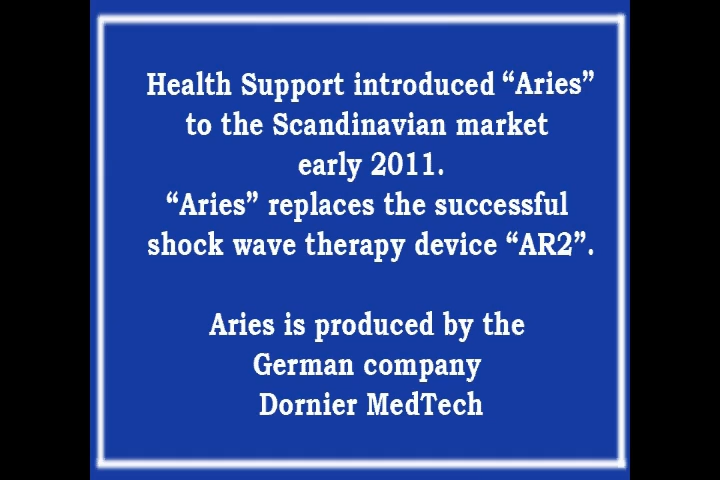 Health Support introduced “Aries”
to the Scandinavian market
early 2011.
“Aries” replaces the successful
shock wave therapy device “AR2”.
Aries is produced by the
German company
Dornier MedTech